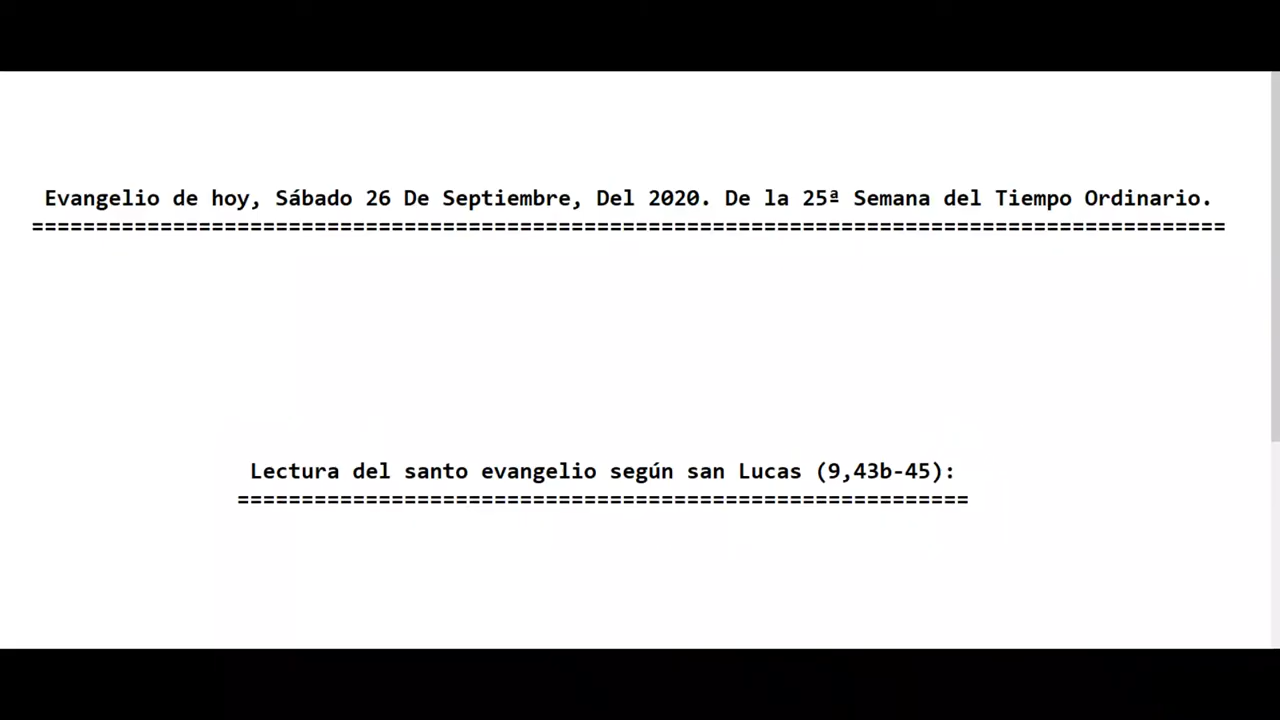 Evangelio de hoy, Sábado 26 De Septiembre, Del 2020. De la 25ª Semana del Tiempo Ordinario.
=============================================================================================
Lectura del santo evangelio según san Lucas (9,43b-45):
=========================================================